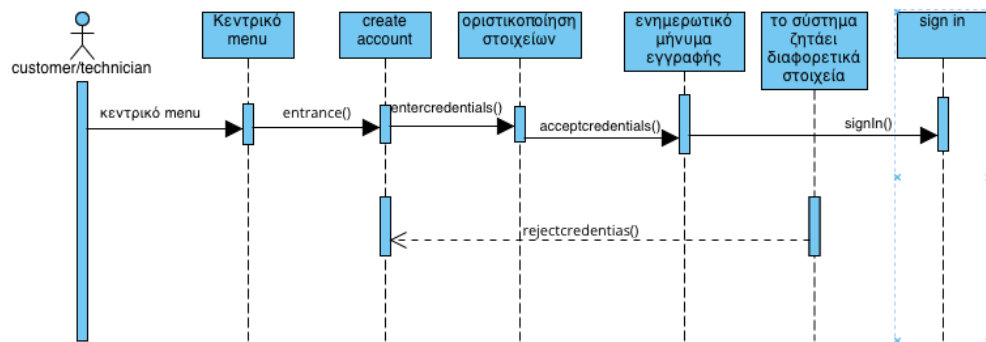 customer/technician
Κεντρικό
menu
create
account
οριστικοποίηση
στοιχείων
ενημερωτικό
μήνυμα
εγγραφής
το σύστημα
ζητάει
διαφορετικά
στοιχεία
sign in
κεντρικό menu
entrance()
entercredentials()
acceptcredentials()
signIn()
rejectcredentias()